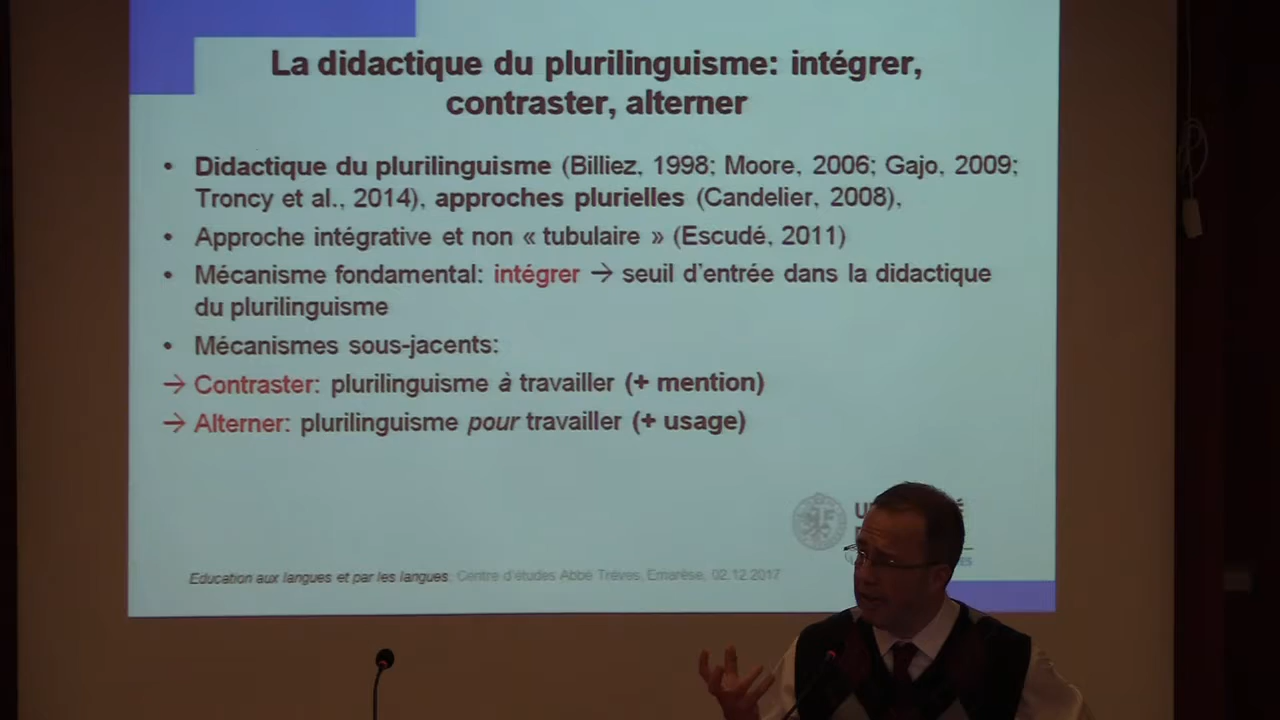 La didactique du plurilinguisme: intégrer,
contraster, alterner
• Didactique du plurilinguisme (Billiez, 1998; Moore, 2006; Gajo, 2009;
Troncy et al., 2014), approches plurielles (Candelier, 2008),
• Approche intégrative et non « tubulaire » (Escudé, 2011)
• Mécanisme fondamental: intégrer → seuil d'entrée dans la didactique
du plurilinguisme
• Mécanismes sous-jacents:
→ Contraster: plurilinguisme à travailler (+ mention)
→ Alterner: plurilinguisme pour travailler (+ usage)
Education aux langues et par les langues. Centre d'études Abbé Trèves, Emarèse, 02.12.2017